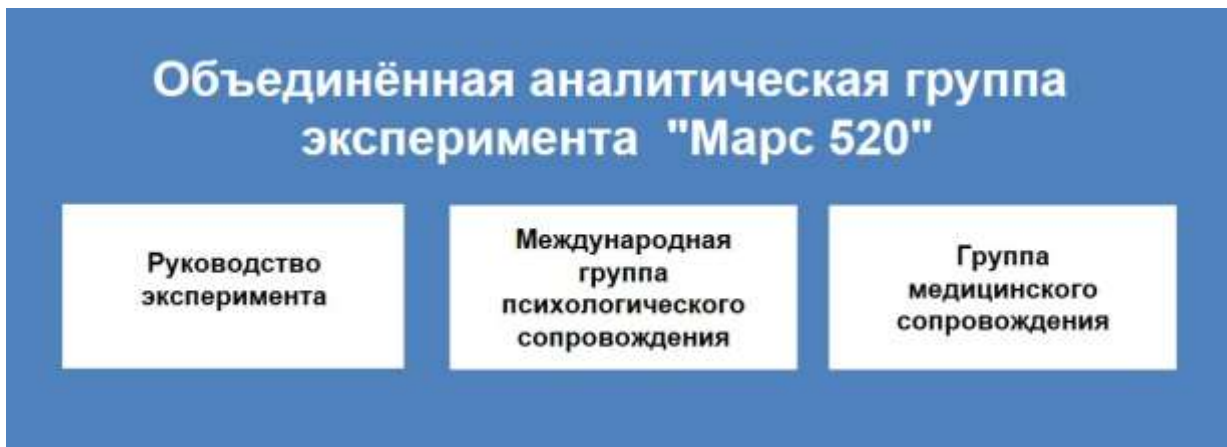 Объединённая аналитическая группа
эксперимента "Марс 520"
Руководство
эксперимента
Международная
группа
психологического
сопровождения
Группа
медицинского
сопровождения